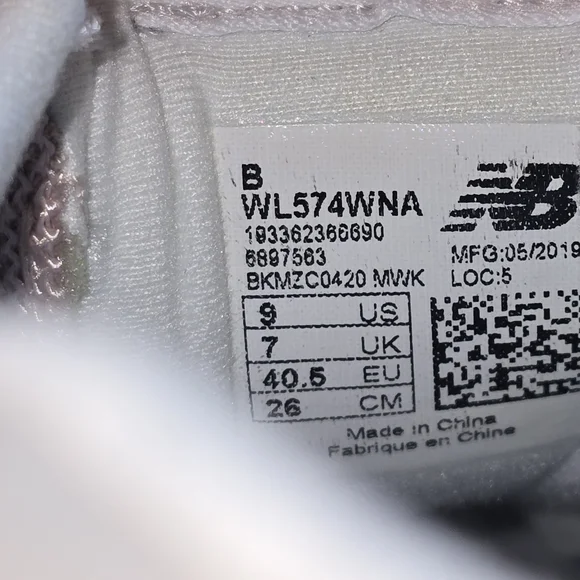 B
WL574WNA
193362366690
6897563
BKMZC0420 MWK
NB
MFG:05/2019
LOC:5
9 US
7 UK
40.5 EU
26 CM
Made in China
Fabriqué en Chine